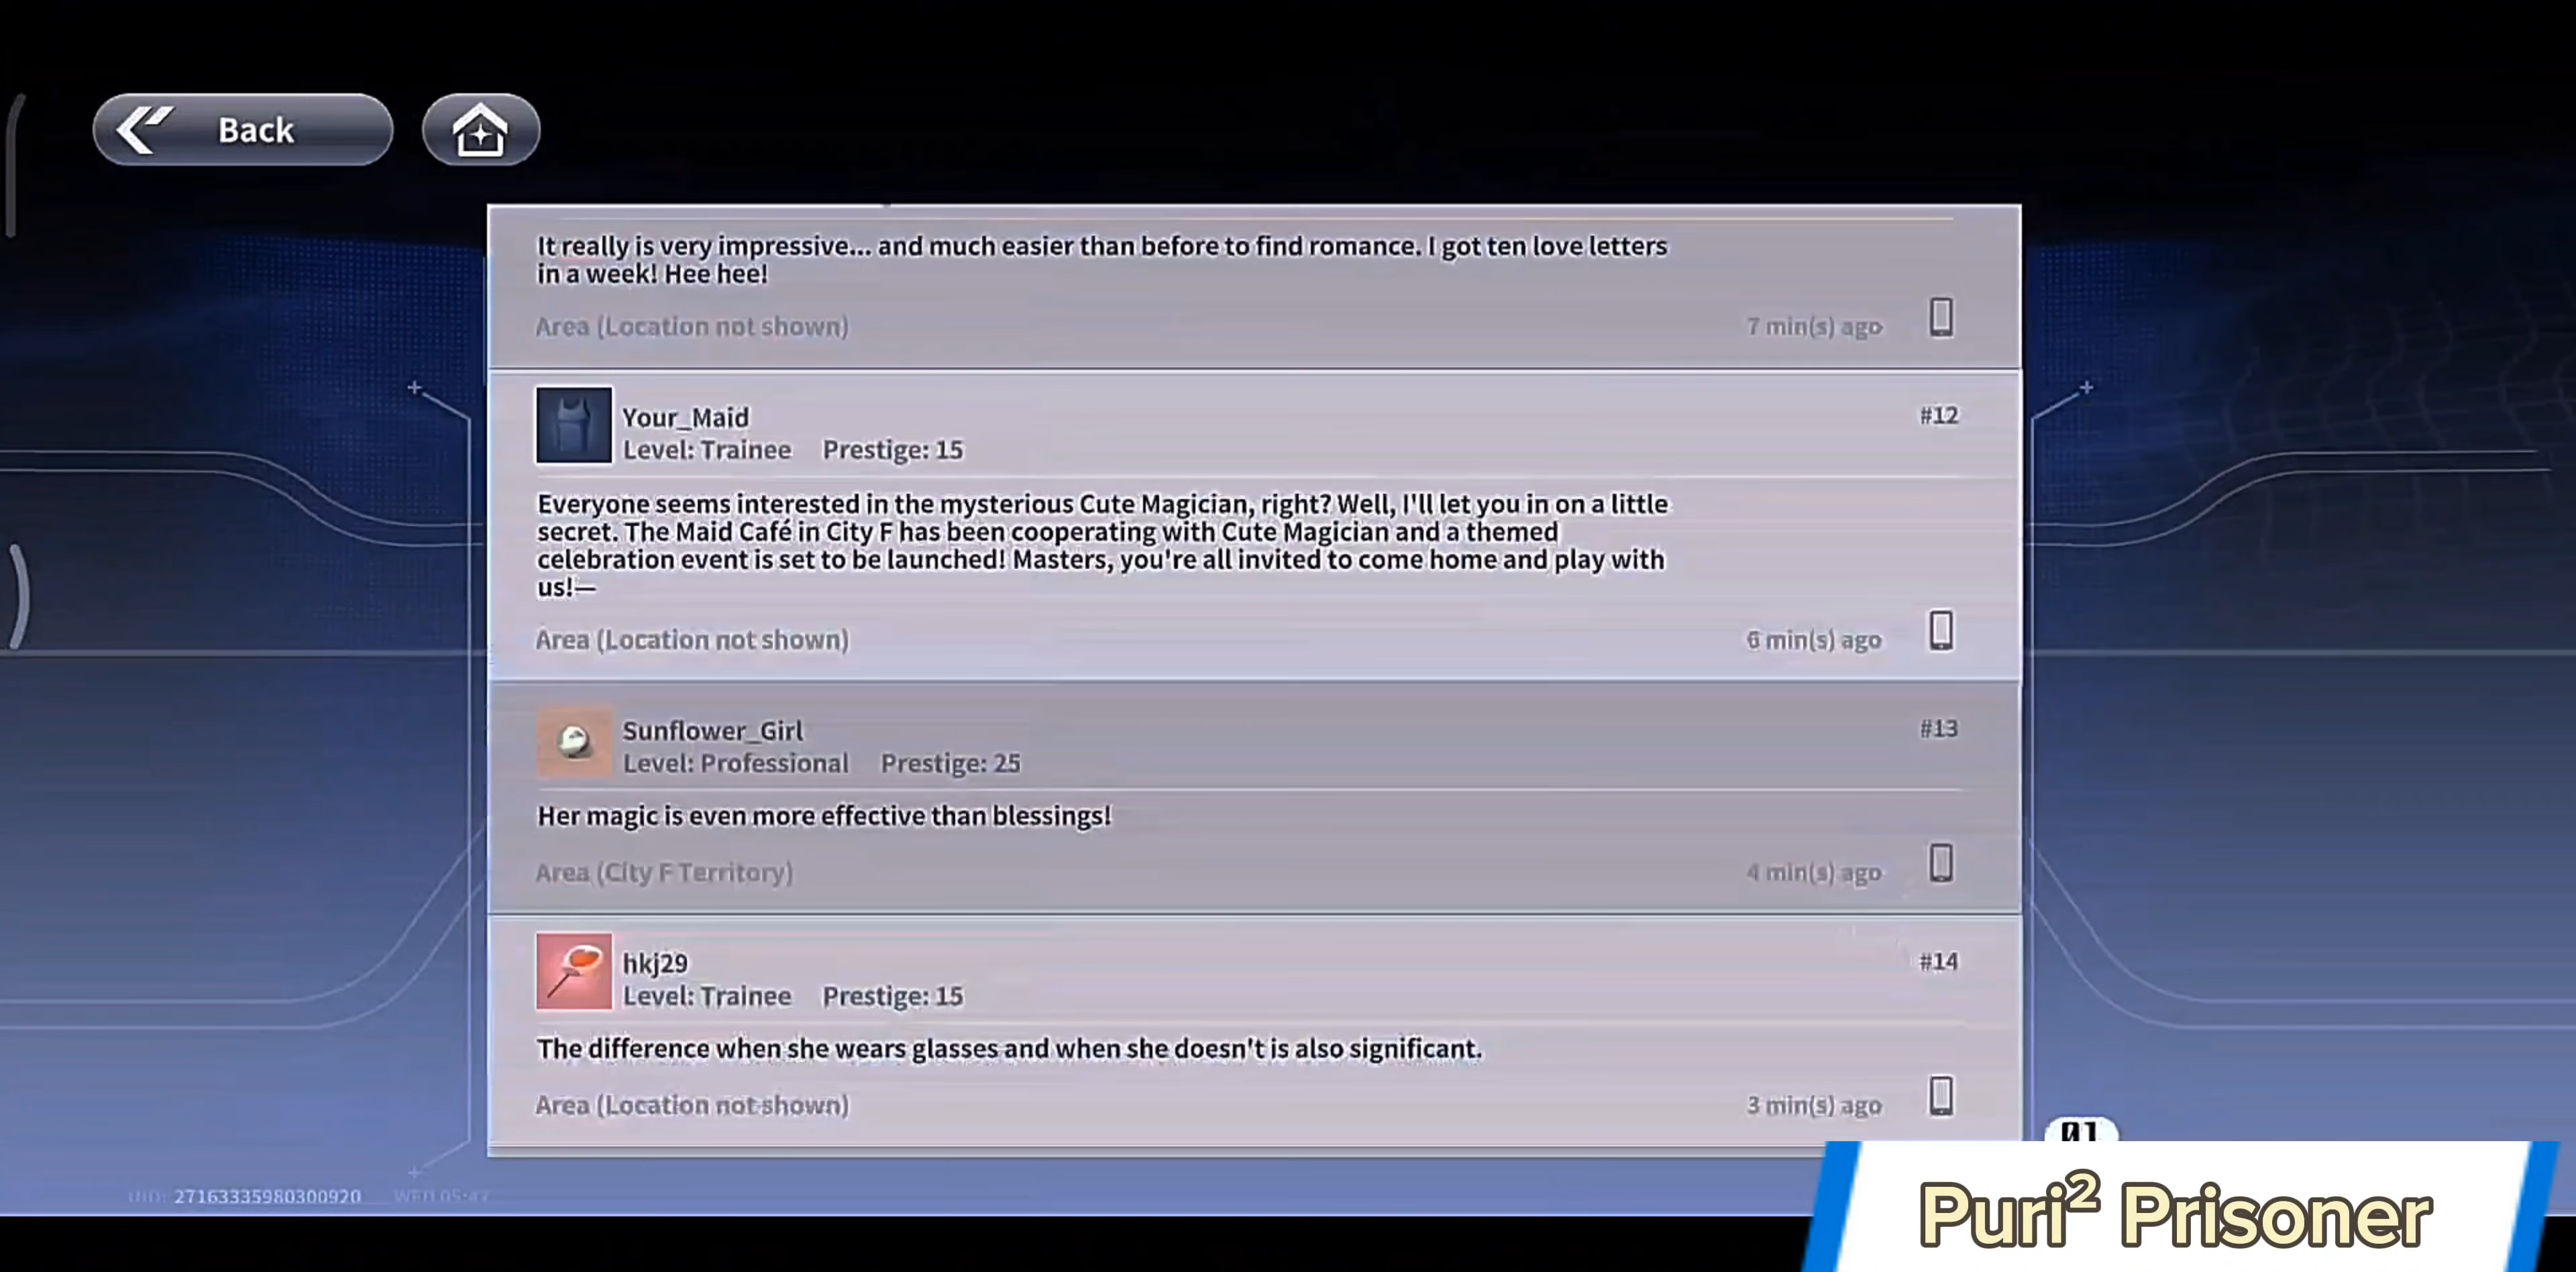 Back
It really is very impressive... and much easier than before to find romance. I got ten love letters
in a week! Hee hee!
Area (Location not shown)
7 min(s) ago
Your_Maid
#12
Level: Trainee Prestige: 15
Everyone seems interested in the mysterious Cute Magician, right? Well, I'll let you in on a little
secret. The Maid Café in City F has been cooperating with Cute Magician and a themed
celebration event is set to be launched! Masters, you're all invited to come home and play with
us!—
Area (Location not shown)
6 min(s) ago
Sunflower_Girl
#13
Level: Professional Prestige: 25
Her magic is even more effective than blessings!
Area (City F Territory)
4 min(s) ago
hkj29
#14
Level: Trainee Prestige: 15
The difference when she wears glasses and when she doesn't is also significant.
Area (Location not shown)
3 min(s) ago
01
UID: 27163335980300920 WED 05:47
Puri² Prisoner